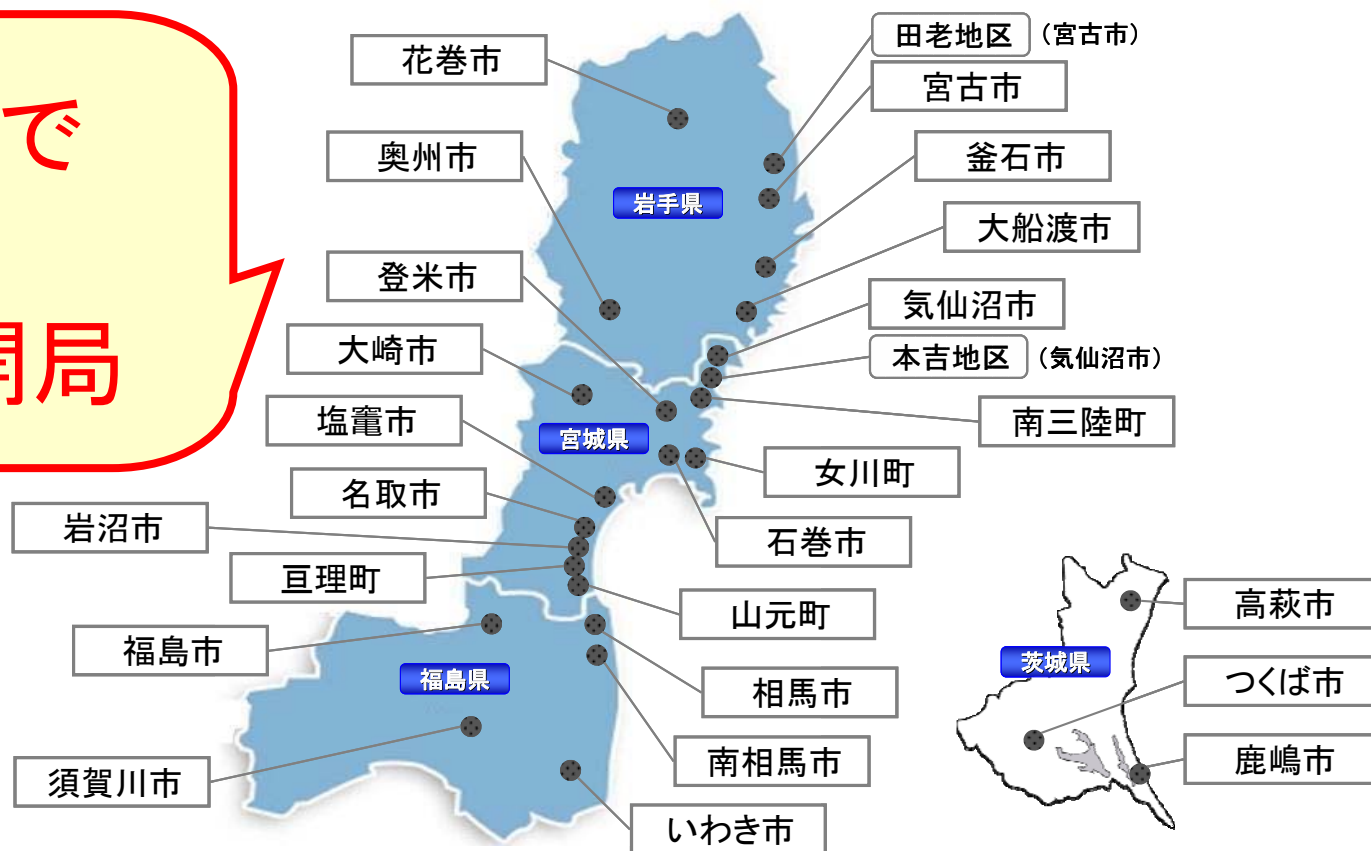 で
開局
花巻市
奥州市
登米市
大崎市
塩竈市
名取市
岩沼市
亘理町
福島市
須賀川市
岩手県
宮城県
福島県
田老地区 (宮古市)
宮古市
釜石市
大船渡市
気仙沼市
本吉地区 (気仙沼市)
南三陸町
女川町
石巻市
山元町
相馬市
南相馬市
いわき市
茨城県
高萩市
つくば市
鹿嶋市